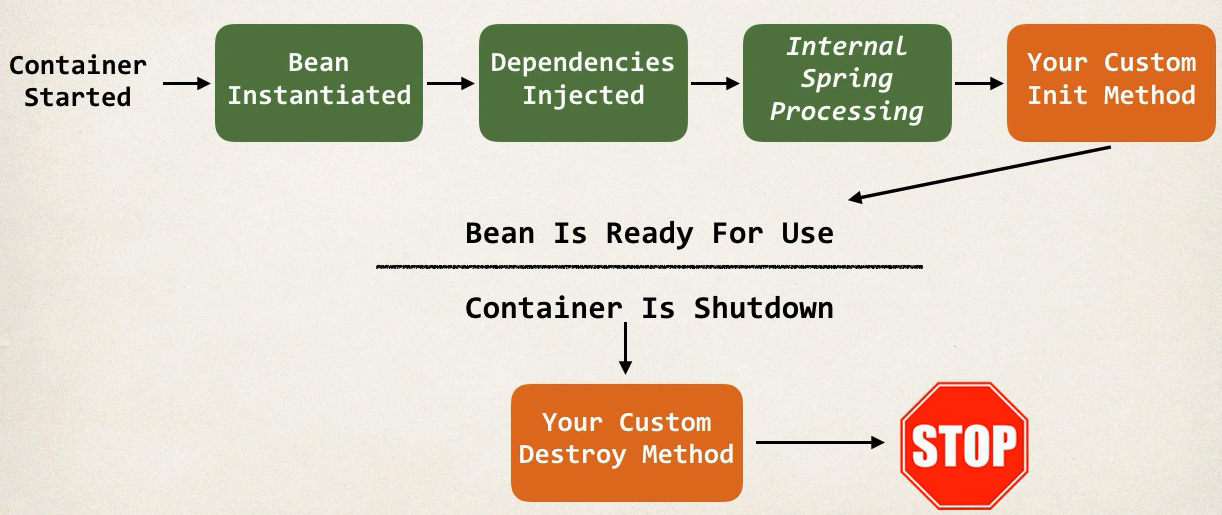 Container
Started
Bean
Instantiated
Dependencies
Injected
Internal
Spring
Processing
Your Custom
Init Method
Bean Is Ready For Use
Container Is Shutdown
Your Custom
Destroy Method
STOP